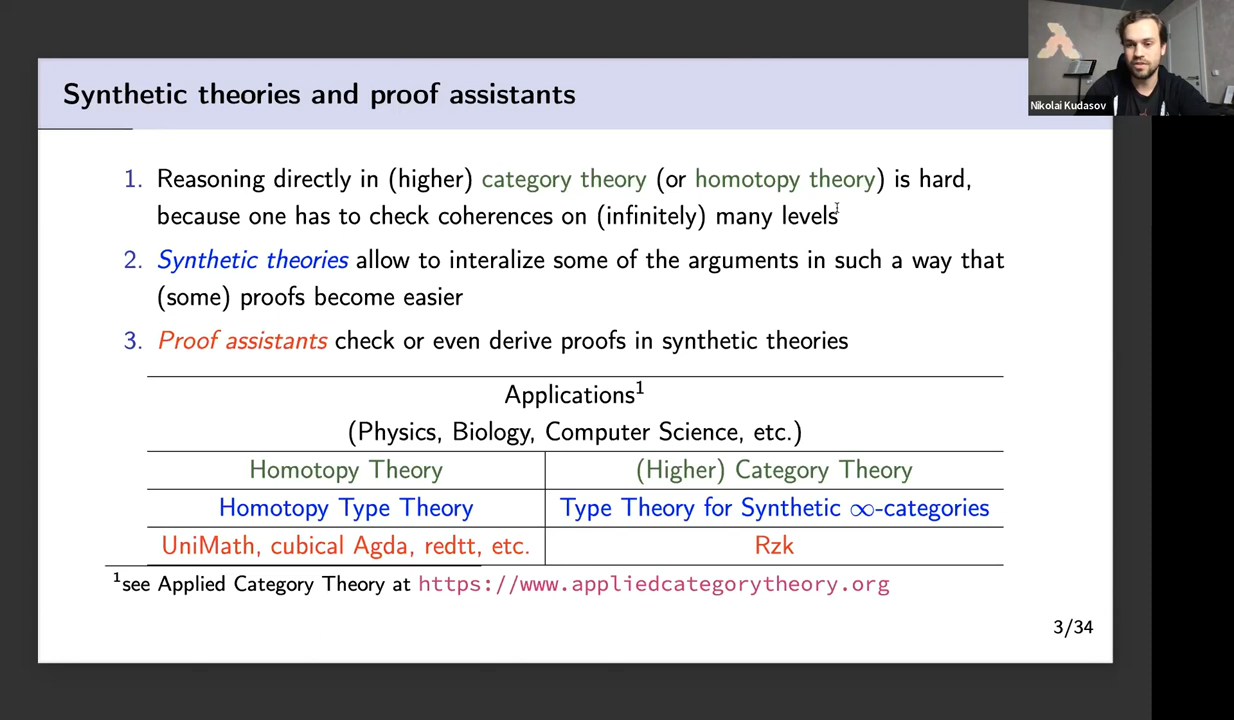 Synthetic theories and proof assistants
Nikolai Kudasov
1. Reasoning directly in (higher) category theory (or homotopy theory) is hard,
because one has to check coherences on (infinitely) many levels
2. Synthetic theories allow to interalize some of the arguments in such a way that
(some) proofs become easier
3. Proof assistants check or even derive proofs in synthetic theories
Applications¹
(Physics, Biology, Computer Science, etc.)
Homotopy Theory (Higher) Category Theory
Homotopy Type Theory Type Theory for Synthetic ∞-categories
UniMath, cubical Agda, redtt, etc. Rzk
¹see Applied Category Theory at https://www.appliedcategorytheory.org
3/34